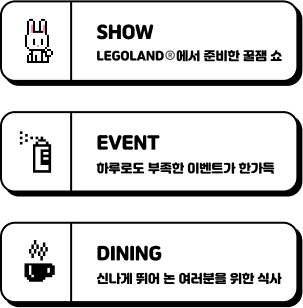 SHOW
LEGOLAND®에서 준비한 꿀잼 쇼
EVENT
하루로도 부족한 이벤트가 한가득
DINING
신나게 뛰어 논 여러분을 위한 식사